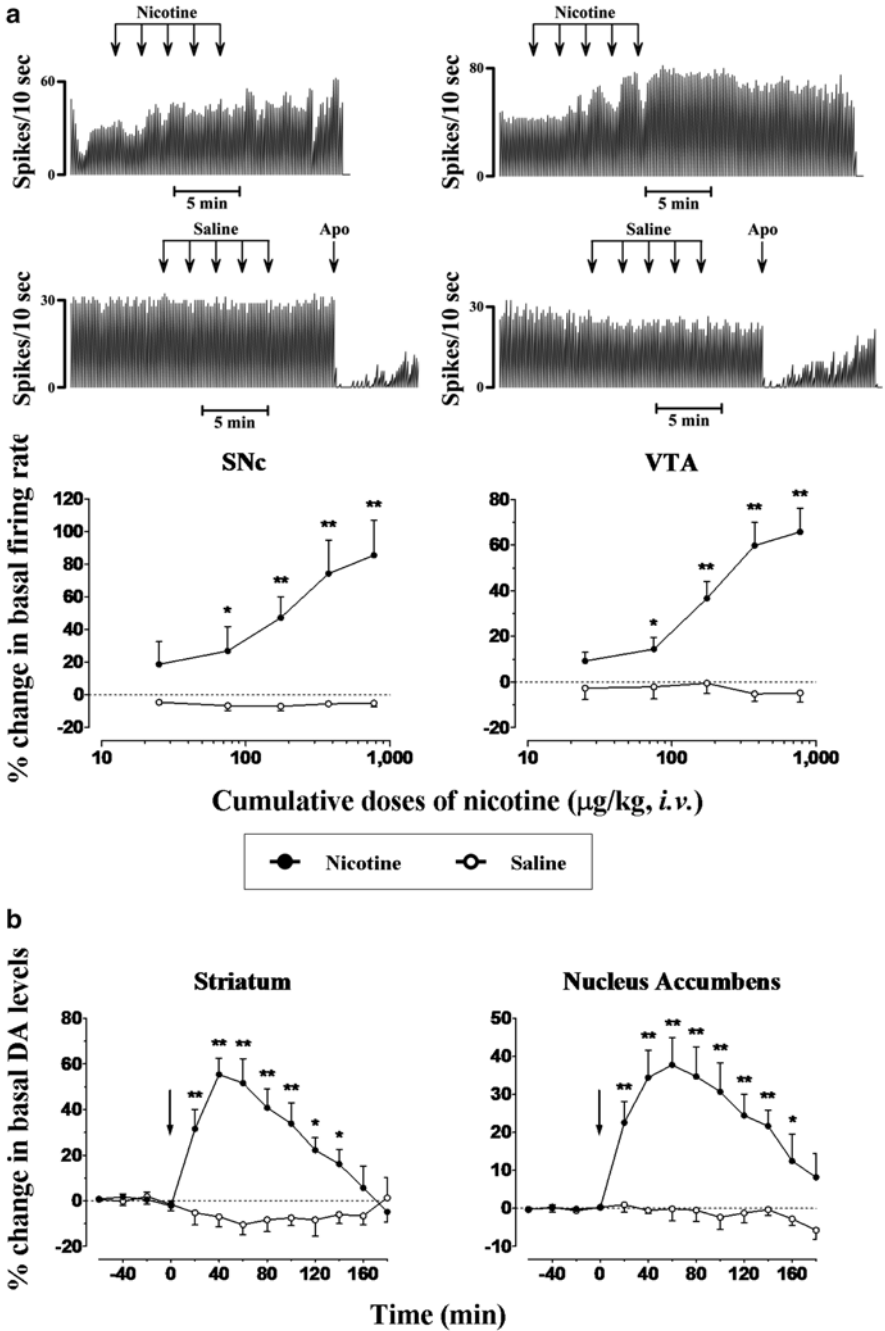 a
Nicotine Nicotine
Spikes/10 sec
60
0
5 min
Spikes/10 sec
80
40
0
5 min
Saline Apo
Spikes/10 sec
30
0
5 min
Saline Apo
Spikes/10 sec
30
0
5 min
% change in basal firing rate
SNc
120
100
80
60
40
20
0
-20
* ** ** **
10 100 1,000
VTA
80
60
40
20
0
-20
* ** ** **
10 100 1,000
Cumulative doses of nicotine (µg/kg, i.v.)
Nicotine Saline
b
% change in basal DA levels
Striatum
80
60
40
20
0
-20
** ** ** ** ** * *
-40 0 40 80 120 160
Nucleus Accumbens
50
40
30
20
10
0
-10
** ** ** ** ** ** ** *
-40 0 40 80 120 160
Time (min)